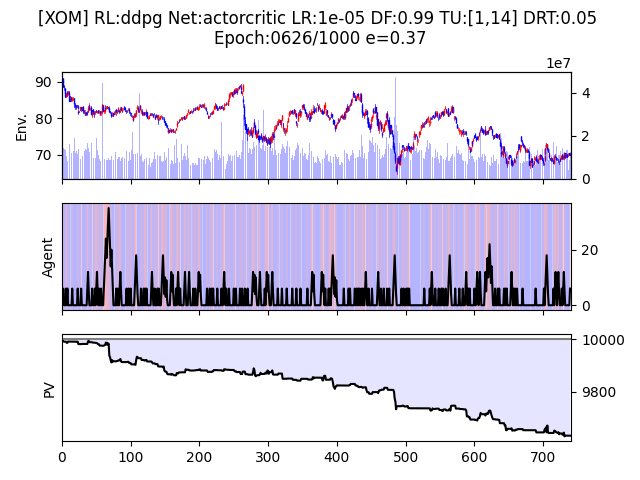 [XOM] RL:ddpg Net:actorcritic LR:1e-05 DF:0.99 TU:[1,14] DRT:0.05
Epoch:0626/1000 e=0.37
1e7
Env.
90
80
70
4
2
0
Agent
20
0
PV
10000
9800
0 100 200 300 400 500 600 700